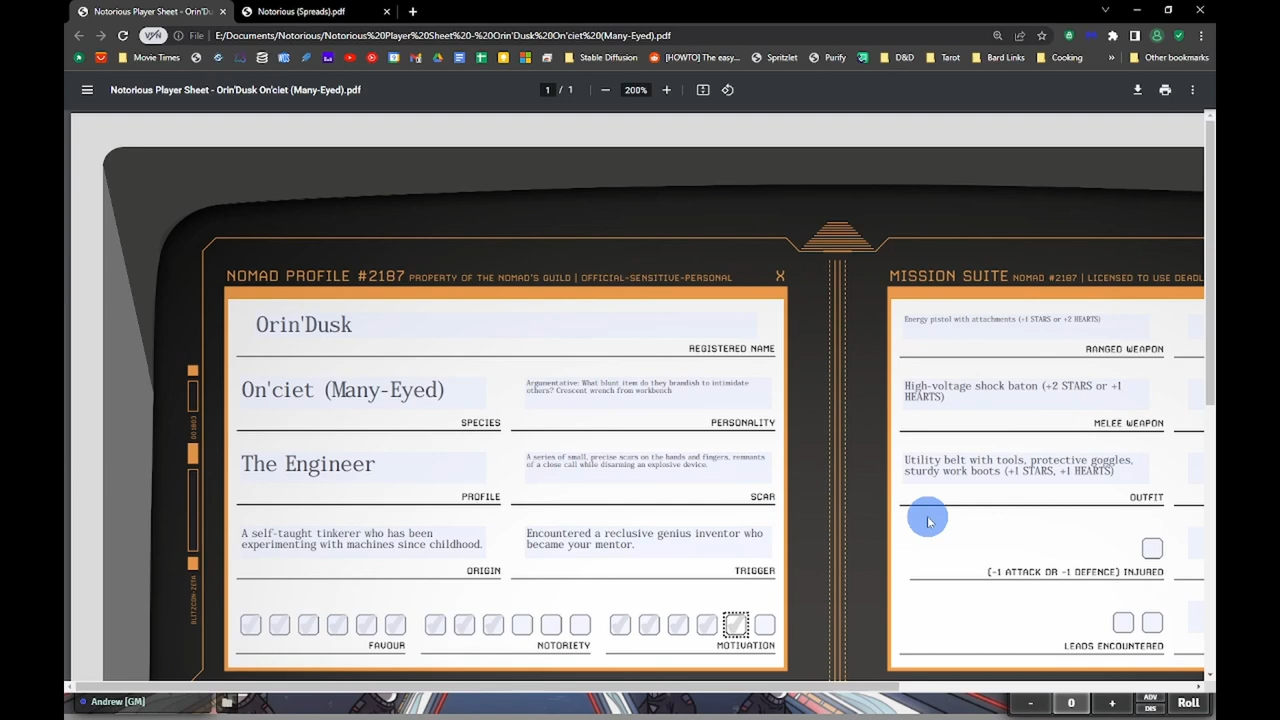 Notorious Player Sheet - Orin'Du
Notorious (Spreads).pdf
VPN
File
E:/Documents/Notorious/Notorious%20Player%20Sheet%20-%20Orin'Dusk%20On'ciet%20(Many-Eyed).pdf
Movie Times
Stable Diffusion
[HOWTO] The easy...
Spritzlet
Purify
D&D
Tarot
Bard Links
Cooking
Other bookmarks
Notorious Player Sheet - Orin'Dusk On'ciet (Many-Eyed).pdf
1 / 1
200%
NOMAD PROFILE #2187 PROPERTY OF THE NOMAD'S GUILD | OFFICIAL-SENSITIVE-PERSONAL X
Orin'Dusk
REGISTERED NAME
On'ciet (Many-Eyed)
SPECIES
Argumentative: What blunt item do they brandish to intimidate
others? Crescent wrench from workbench
PERSONALITY
The Engineer
PROFILE
A series of small, precise scars on the hands and fingers, remnants
of a close call while disarming an explosive device.
SCAR
A self-taught tinkerer who has been
experimenting with machines since childhood.
ORIGIN
Encountered a reclusive genius inventor who
became your mentor.
TRIGGER
FAVOUR
NOTORIETY
MOTIVATION
BLITZCON-ZETA
MISSION SUITE NOMAD #2187 | LICENSED TO USE DEADL
Energy pistol with attachments (+1 STARS or +2 HEARTS)
RANGED WEAPON
High-voltage shock baton (+2 STARS or +1
HEARTS)
MELEE WEAPON
Utility belt with tools, protective goggles,
sturdy work boots (+1 STARS, +1 HEARTS)
OUTFIT
(-1 ATTACK OR -1 DEFENCE) INJURED
LEADS ENCOUNTERED
Andrew [GM]
- 0 +
ADV
DIS
Roll